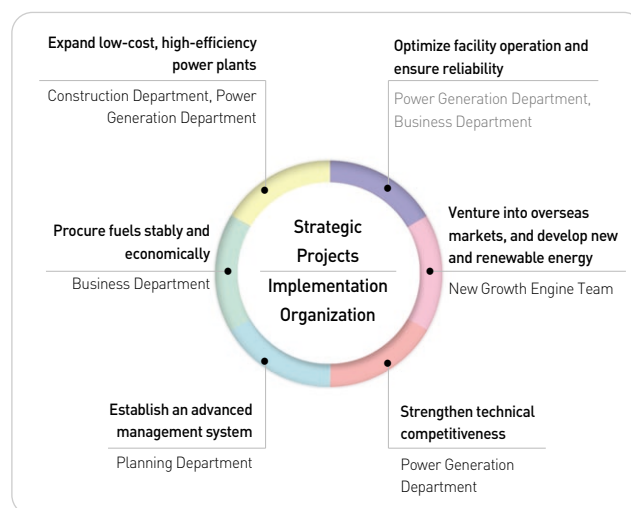 Expand low-cost, high-efficiency
power plants
Construction Department, Power
Generation Department
Optimize facility operation and
ensure reliability
Power Generation Department,
Business Department
Procure fuels stably and
economically
Business Department
Strategic
Projects
Implementation
Organization
Venture into overseas
markets, and develop new
and renewable energy
New Growth Engine Team
Establish an advanced
management system
Planning Department
Strengthen technical
competitiveness
Power Generation
Department